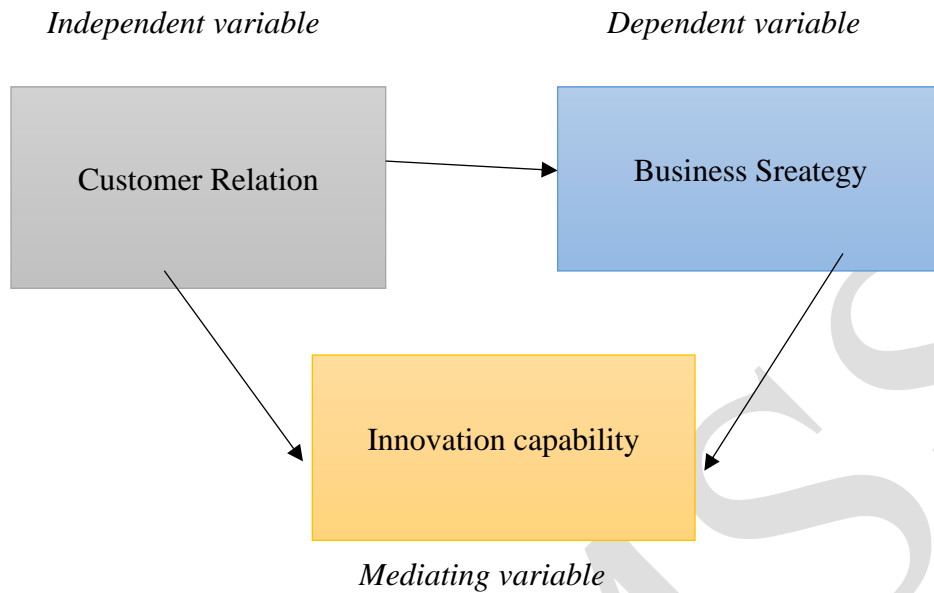 Independent variable
Dependent variable
Customer Relation
Business Sreategy
Innovation capability
Mediating variable